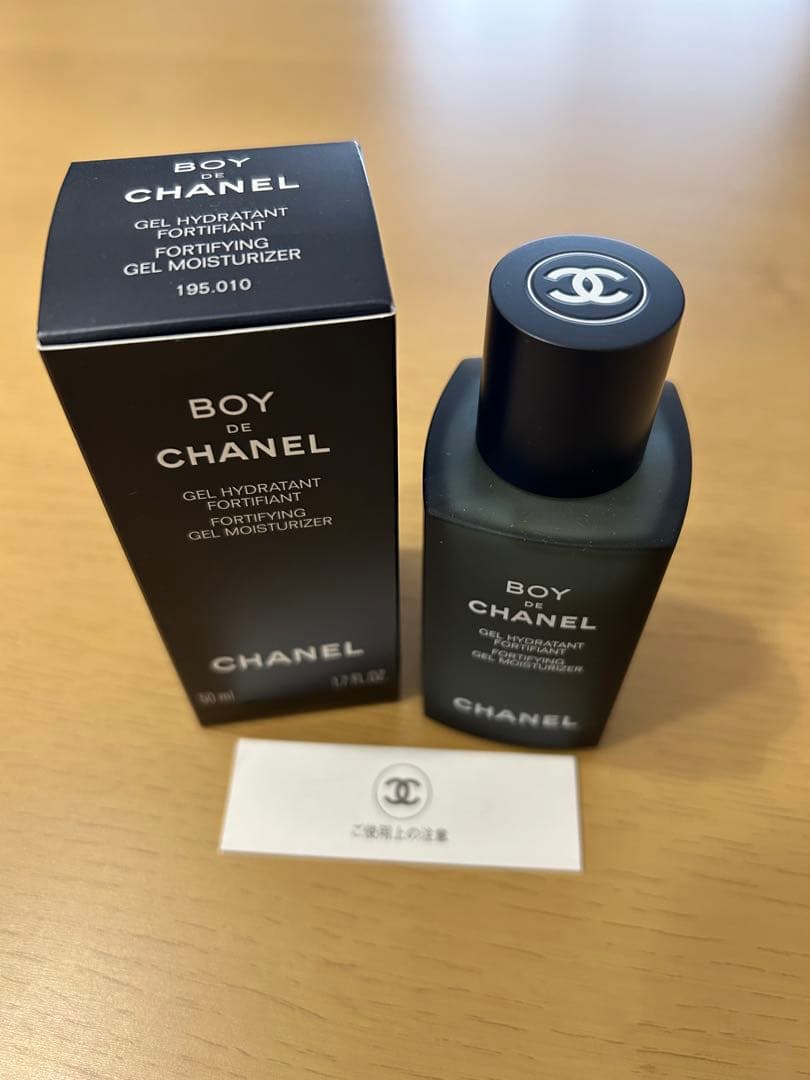 BOY
DE
CHANEL
GEL HYDRATANT
FORTIFIANT
FORTIFYING
GEL MOISTURIZER
195.010
BOY
DE
CHANEL
GEL HYDRATANT
FORTIFIANT
FORTIFYING
GEL MOISTURIZER
CHANEL
50 ml
1.7 FL. OZ.
BOY
DE
CHANEL
GEL HYDRATANT
FORTIFIANT
FORTIFYING
GEL MOISTURIZER
CHANEL
ご使用上の注意